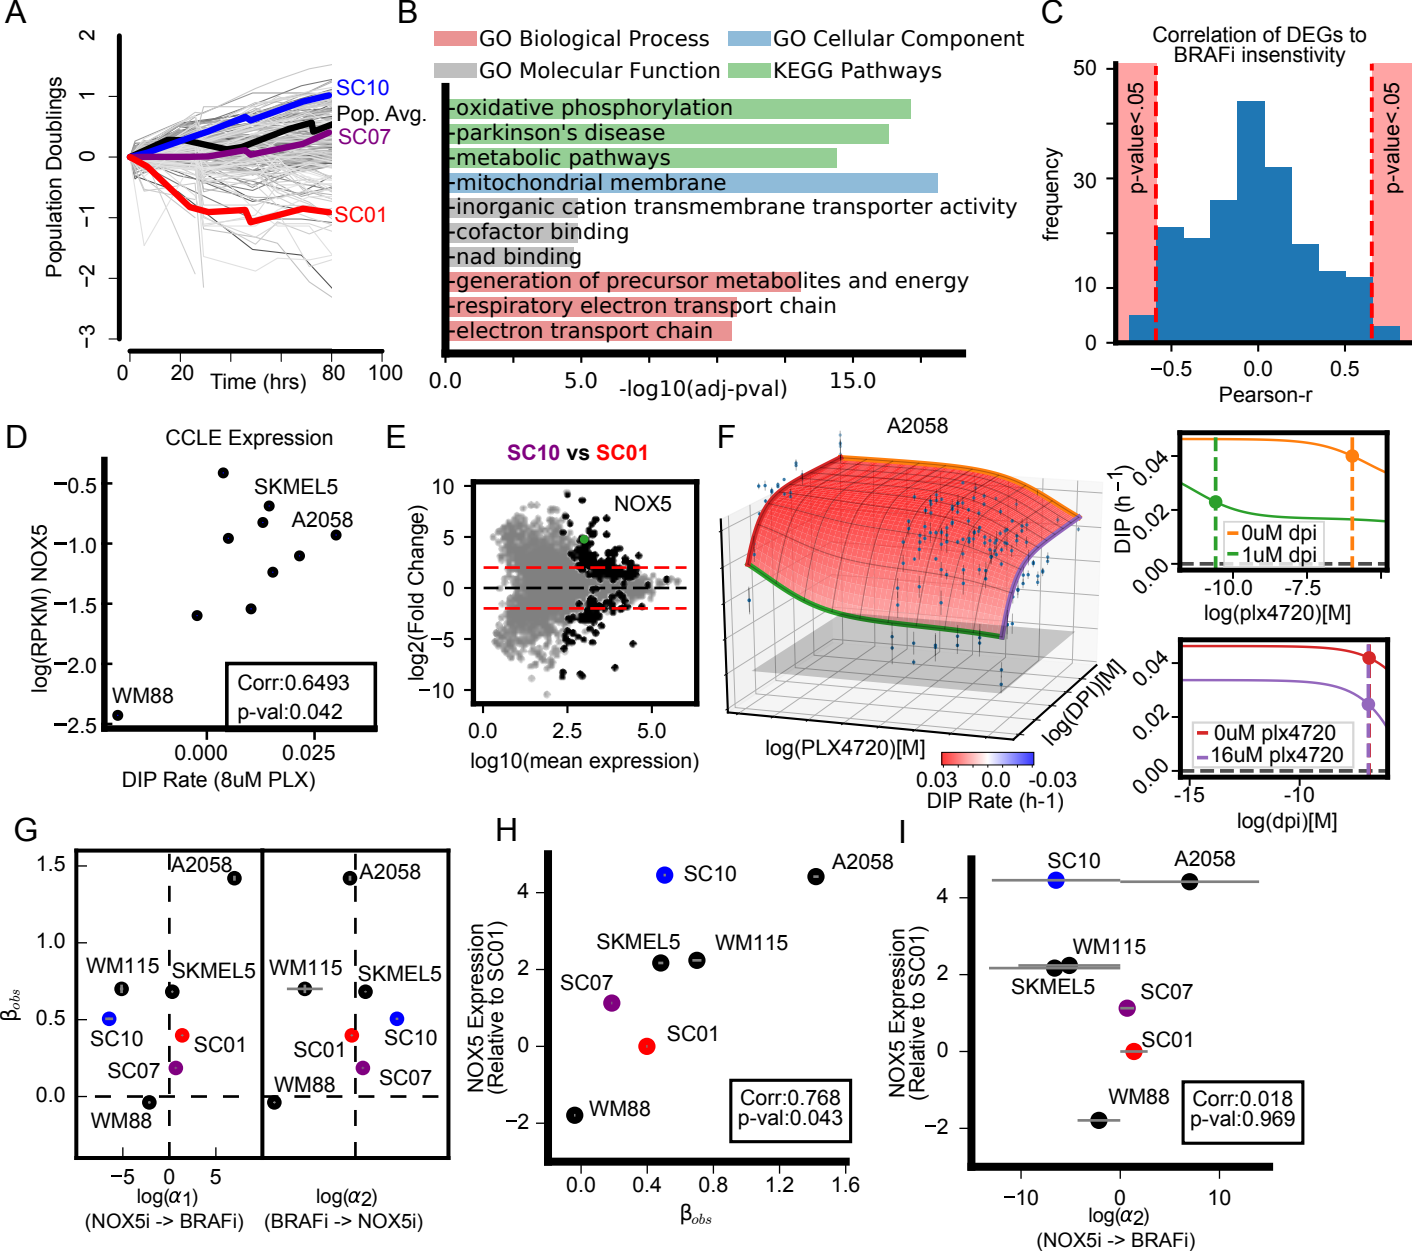 A
2
1
0
−1
−2
−3
Population Doublings
SC10
Pop. Avg.
SC07
SC01
0
20
80
100
Time (hrs)
B
GO Biological Process
GO Cellular Component
GO Molecular Function
KEGG Pathways
oxidative phosphorylation
parkinson's disease
metabolic pathways
mitochondrial membrane
inorganic cation transmembrane transporter activity
cofactor binding
nad binding
generation of precursor metabolites and energy
respiratory electron transport chain
electron transport chain
0.0
5.0
15.0
-log10(adj-pval)
C
Correlation of DEGs to
BRAFi insenstivity
50
30
10
0
frequency
p-value<.05
p-value<.05
−0.5
0.0
0.5
Pearson-r
D
CCLE Expression
−0.5
−1.0
−1.5
−2.0
−2.5
log(RPKM) NOX5
SKMEL5
A2058
WM88
Corr:0.6493
p-val:0.042
0.000
0.025
DIP Rate (8uM PLX)
E
SC10 vs SC01
10
5
0
−5
−10
log2(Fold Change)
NOX5
0.0
2.5
5.0
log10(mean expression)
F
A2058
log(PLX4720)[M]
log(DPI)[M]
0.03
0.0
-0.03
DIP Rate (h-1)
0.04
0.02
0.00
DIP (h⁻¹)
0uM dpi
1uM dpi
-10.0
-7.5
log(plx4720)[M]
0.04
0.02
0.00
0uM plx4720
16uM plx4720
-15
-10
log(dpi)[M]
G
1.5
1.0
0.5
0.0
βobs
A2058
WM115
SKMEL5
SC10
SC01
SC07
WM88
A2058
WM115
SKMEL5
SC01
SC10
SC07
WM88
−5
0
5
log(α1)
(NOX5i -> BRAFi)
log(α2)
(BRAFi -> NOX5i)
H
4
2
0
−2
NOX5 Expression
(Relative to SC01)
SC10
A2058
SKMEL5
WM115
SC07
SC01
WM88
Corr:0.768
p-val:0.043
0.0
0.4
0.8
1.2
1.6
βobs
I
4
2
0
−2
NOX5 Expression
(Relative to SC01)
SC10
A2058
WM115
SKMEL5
SC07
SC01
WM88
Corr:0.018
p-val:0.969
−10
0
10
log(α2)
(NOX5i -> BRAFi)